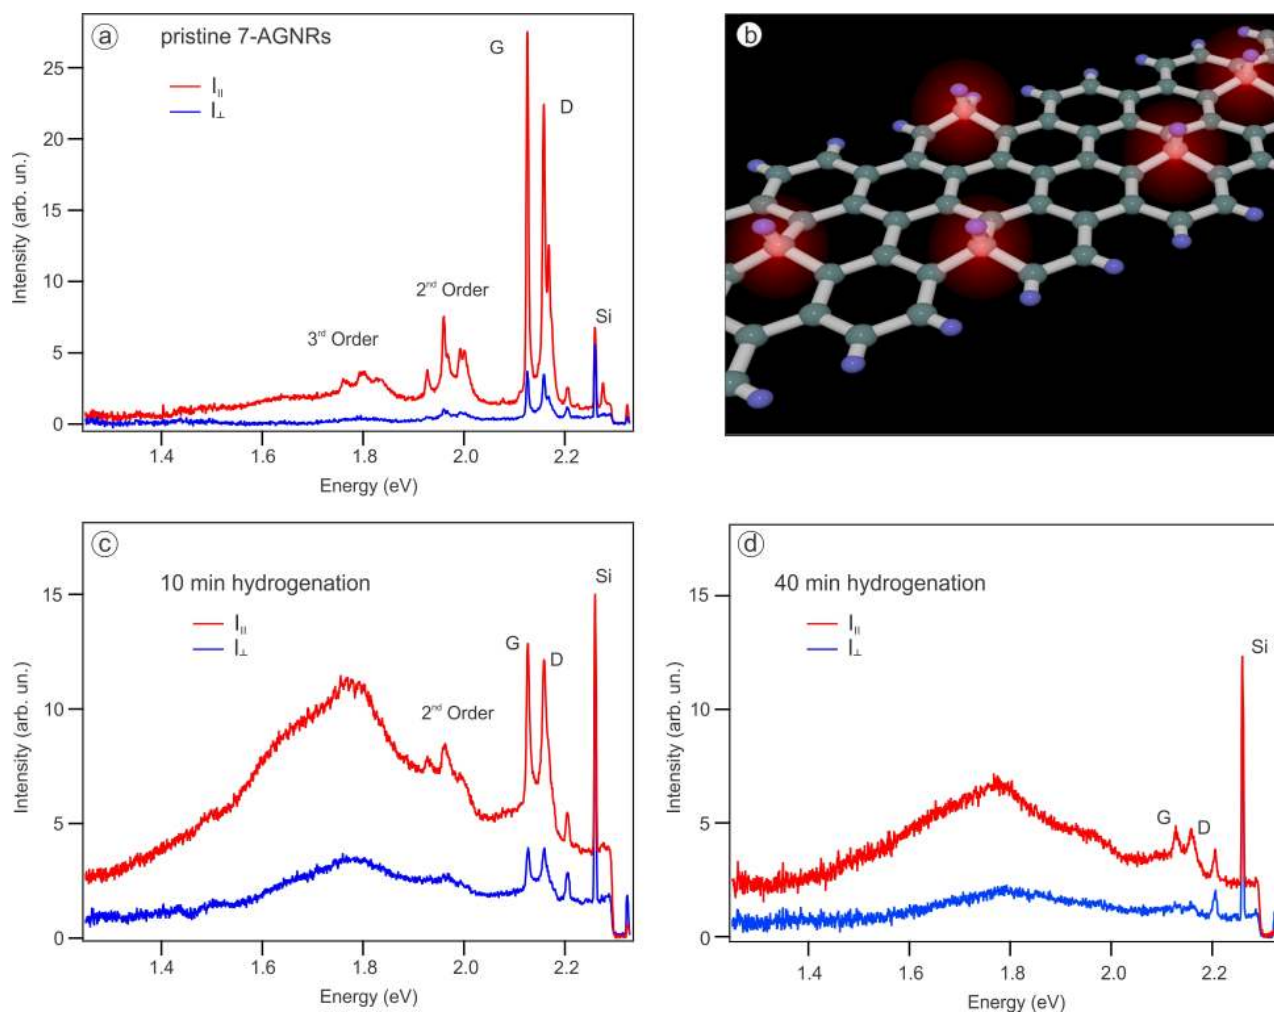 ⓐ pristine 7-AGNRs
I||
I⊥
G
D
Si
2nd Order
3rd Order
Intensity (arb. un.)
25
20
15
10
5
0
1.4 1.6 1.8 2.0 2.2
Energy (eV)
ⓑ
ⓒ
10 min hydrogenation
I||
I⊥
Si
G
D
2nd Order
Intensity (arb. un.)
15
10
5
0
1.4 1.6 1.8 2.0 2.2
Energy (eV)
ⓓ
40 min hydrogenation
I||
I⊥
Si
G
D
Intensity (arb. un.)
15
10
5
0
1.4 1.6 1.8 2.0 2.2
Energy (eV)